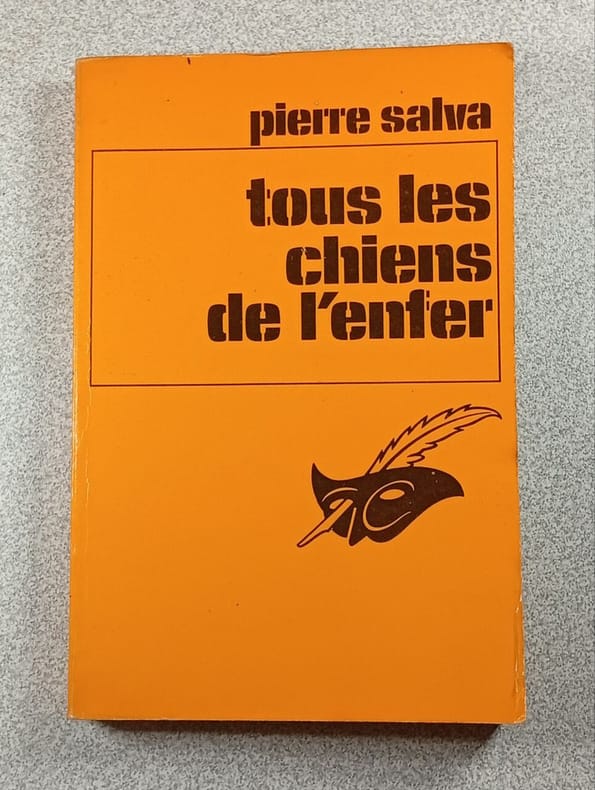 pierre salva
tous les
chiens
de l'enfer